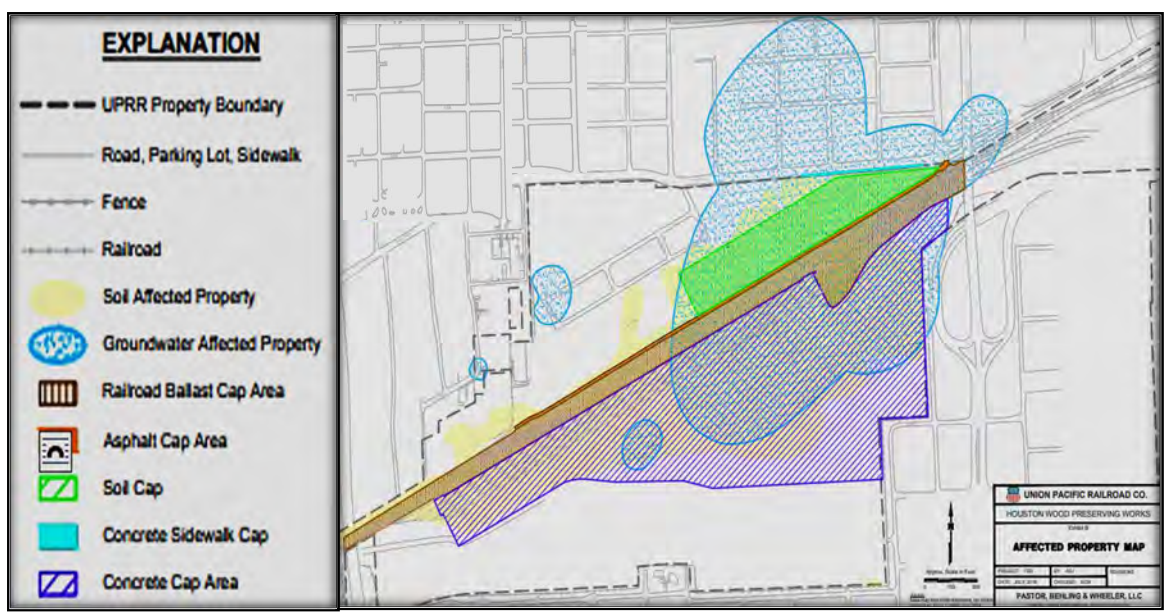 EXPLANATION
UPRR Property Boundary
Road, Parking Lot, Sidewalk
Fence
Railroad
Soil Affected Property
Groundwater Affected Property
Railroad Ballast Cap Area
Asphalt Cap Area
Soil Cap
Concrete Sidewalk Cap
Concrete Cap Area
UNION PACIFIC RAILROAD CO.
HOUSTON WOOD PRESERVING WORKS
AFFECTED PROPERTY MAP
PASTOR, BEHLING & WHEELER, LLC